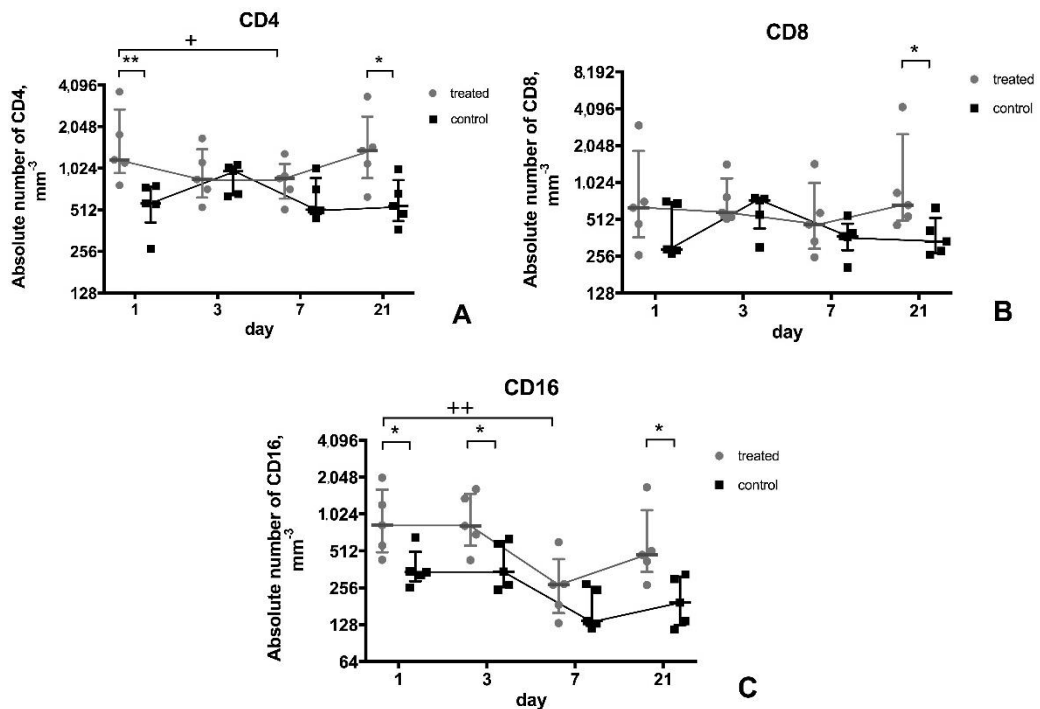 CD4
+
**
*
4,096
2,048
1,024
512
256
128
Absolute number of CD4,
mm-3
treated
control
1 3 7 21
day
A
CD8
*
8,192
4,096
2,048
1.024
512
256
128
Absolute number of CD8,
mm-3
treated
control
1 3 7 21
day
B
CD16
++
*
*
*
4,096
2,048
1,024
512
256
128
64
Absolute number of CD16,
mm-3
treated
control
1 3 7 21
day
C